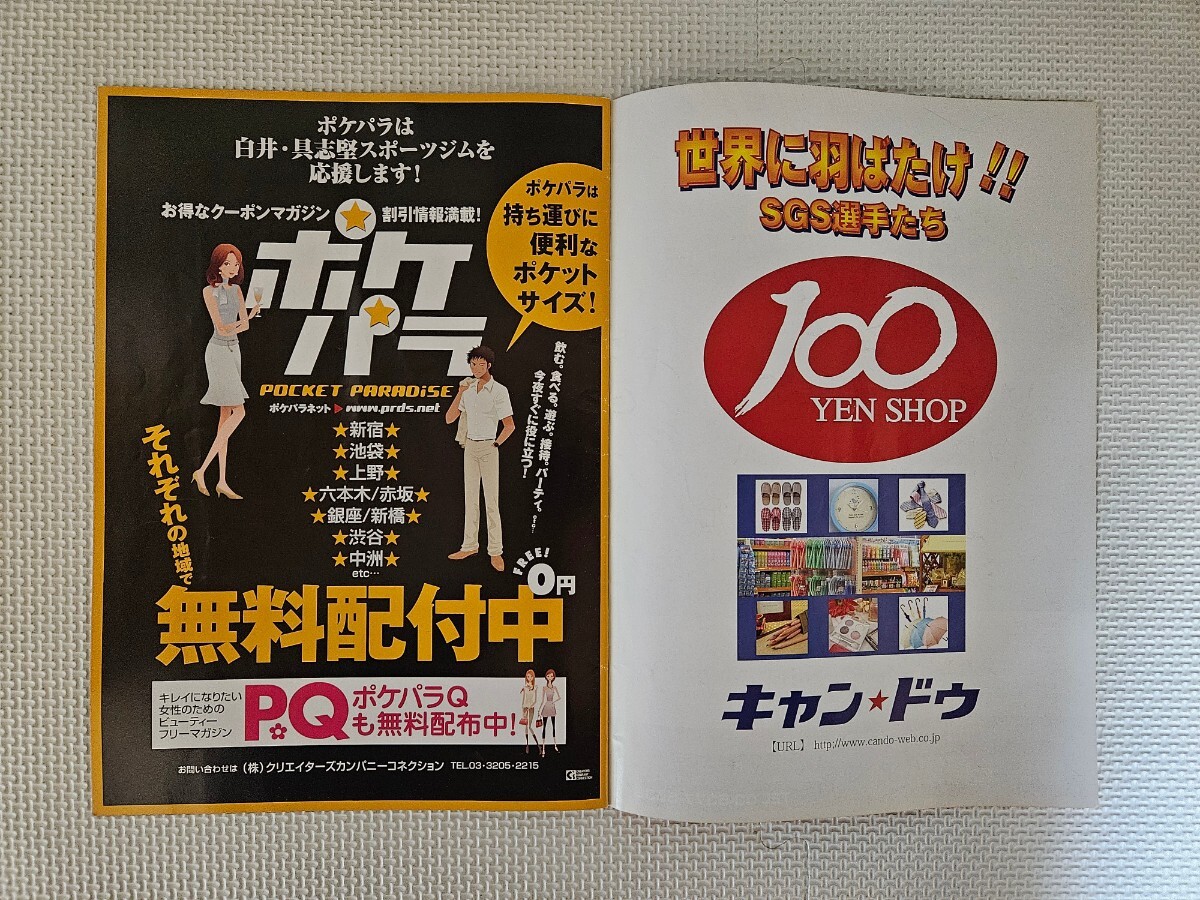 ポケパラは
白井・具志堅スポーツジムを
応援します！
お得なクーポンマガジン
割引情報満載！
ポケ
パラ
POCKET PARADiSE
ポケパラネット▶www.prds.net
ポケパラは
持ち運びに
便利な
ポケット
サイズ！
飲む。食べる。遊ぶ。接待。パーティ。
今夜すぐに役に立つ！
★新宿★
★池袋★
★上野★
★六本木/赤坂★
★銀座/新橋★
★渋谷★
★中洲★
etc…
それぞれの地域で
FREE!
0円
無料配付中
キレイになりたい
女性のための
ビューティー
フリーマガジン
P.Q
ポケパラQ
も無料配布中！
お問い合わせは（株）クリエイターズカンパニーコネクション TEL.03・3205・2215
世界に羽ばたけ！！
SGS選手たち
100
YEN SHOP
キャン★ドゥ
【URL】 http://www.cando-web.co.jp